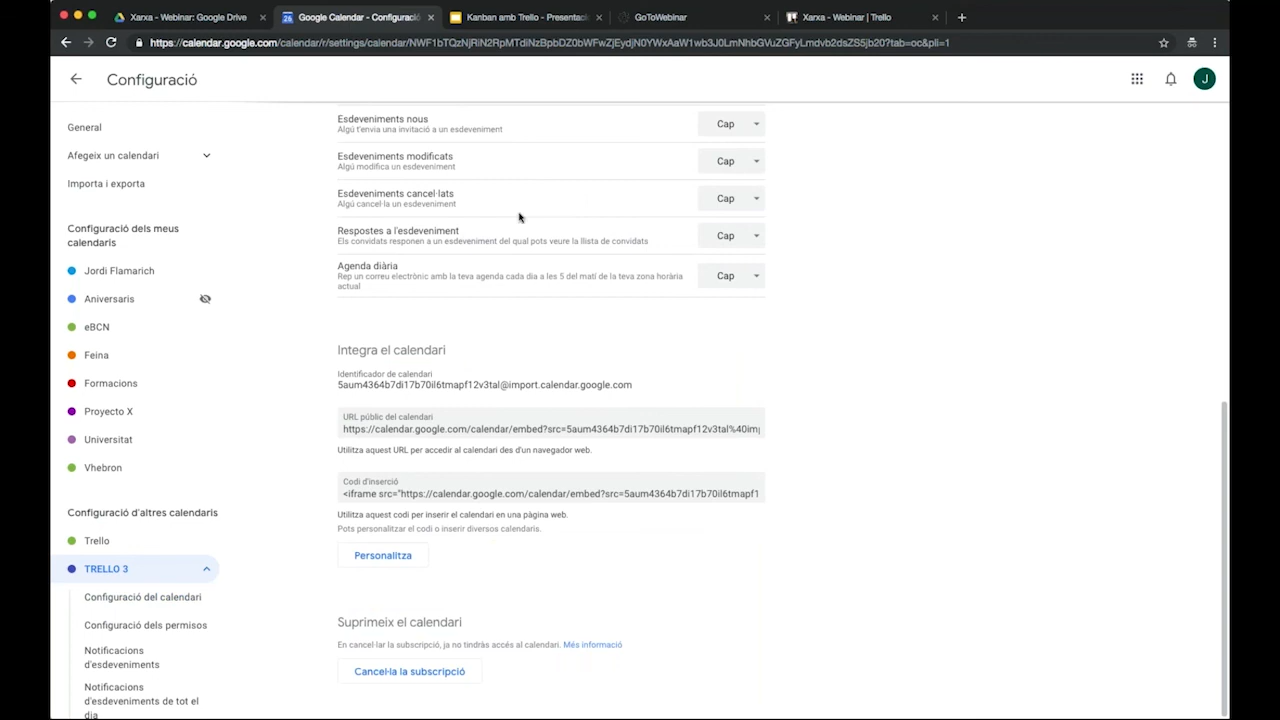 Xarxa - Webinar: Google Drive
Google Calendar - Configuració
Kanban amb Trello - Presentació
GoToWebinar
Xarxa - Webinar | Trello
https://calendar.google.com/calendar/r/settings/calendar/NWF1bTQzNjRiN2RpMTdiNzBpbDZ0bWFwZjEydjN0YWxAaW1wb3J0LmNhbGVuZGFyLmdvb2dsZS5jb20?tab=oc&pli=1
Configuració
J
General
Afegeix un calendari
Importa i exporta
Configuració dels meus
calendaris
Jordi Flamarich
Aniversaris
eBCN
Feina
Formacions
Proyecto X
Universitat
Vhebron
Configuració d'altres calendaris
Trello
TRELLO 3
Configuració del calendari
Configuració dels permisos
Notificacions
d'esdeveniments
Notificacions
d'esdeveniments de tot el
dia
Esdeveniments nous
Algú t'envia una invitació a un esdeveniment
Cap
Esdeveniments modificats
Algú modifica un esdeveniment
Cap
Esdeveniments cancel·lats
Algú cancel·la un esdeveniment
Cap
Respostes a l'esdeveniment
Els convidats responen a un esdeveniment del qual pots veure la llista de convidats
Cap
Agenda diària
Rep un correu electrònic amb la teva agenda cada dia a les 5 del matí de la teva zona horària
actual
Cap
Integra el calendari
Identificador de calendari
5aum4364b7di17b70il6tmapf12v3tal@import.calendar.google.com
URL públic del calendari
https://calendar.google.com/calendar/embed?src=5aum4364b7di17b70il6tmapf12v3tal%40imp
Utilitza aquest URL per accedir al calendari des d'un navegador web.
Codi d'inserció
<iframe src="https://calendar.google.com/calendar/embed?src=5aum4364b7di17b70il6tmapf1
Utilitza aquest codi per inserir el calendari en una pàgina web.
Pots personalitzar el codi o inserir diversos calendaris.
Personalitza
Suprimeix el calendari
En cancel·lar la subscripció, ja no tindràs accés al calendari. Més informació
Cancel·la la subscripció